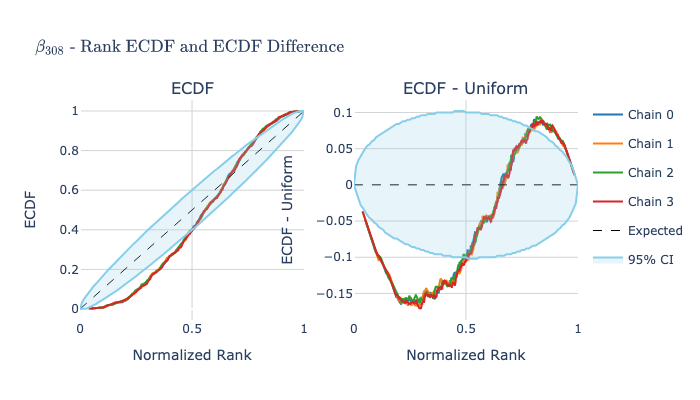 β308 - Rank ECDF and ECDF Difference
ECDF
ECDF - Uniform
ECDF
1
0.8
0.6
0.4
0.2
0
0
0.5
1
Normalized Rank
ECDF - Uniform
0.1
0.05
0
−0.05
−0.1
−0.15
0
0.5
1
Normalized Rank
Chain 0
Chain 1
Chain 2
Chain 3
Expected
95% CI